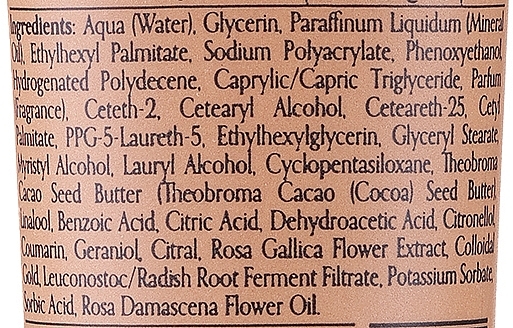 Ingredients: Aqua (Water), Glycerin, Paraffinum Liquidum (Mineral
Oil), Ethylhexyl Palmitate, Sodium Polyacrylate, Phenoxyethanol,
Hydrogenated Polydecene, Caprylic/Capric Triglyceride, Parfum
(Fragrance), Ceteth-2, Cetearyl Alcohol, Ceteareth-25, Cetyl
Palmitate, PPG-5-Laureth-5, Ethylhexylglycerin, Glyceryl Stearate,
Myristyl Alcohol, Lauryl Alcohol, Cyclopentasiloxane, Theobroma
Cacao Seed Butter (Theobroma Cacao (Cocoa) Seed Butter),
Linalool, Benzoic Acid, Citric Acid, Dehydroacetic Acid, Citronellol,
Coumarin, Geraniol, Citral, Rosa Gallica Flower Extract, Colloidal
Gold, Leuconostoc/Radish Root Ferment Filtrate, Potassium Sorbate,
Sorbic Acid, Rosa Damascena Flower Oil.